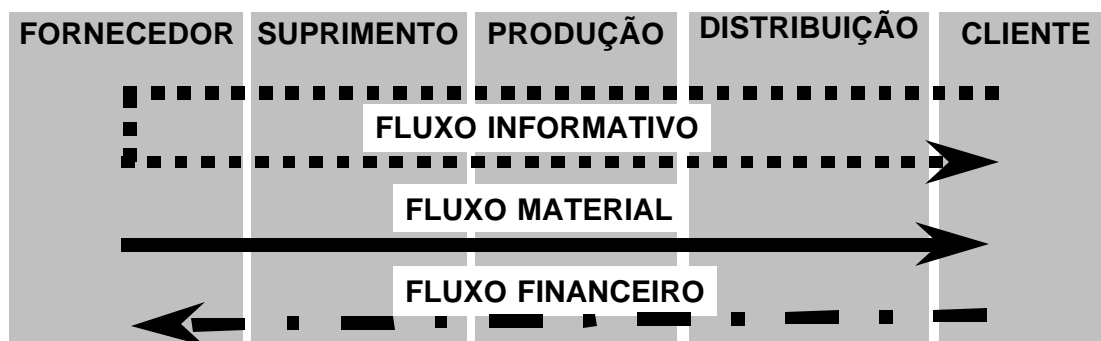 FORNECEDOR SUPRIMENTO PRODUÇÃO DISTRIBUIÇÃO CLIENTE
FLUXO INFORMATIVO
FLUXO MATERIAL
FLUXO FINANCEIRO